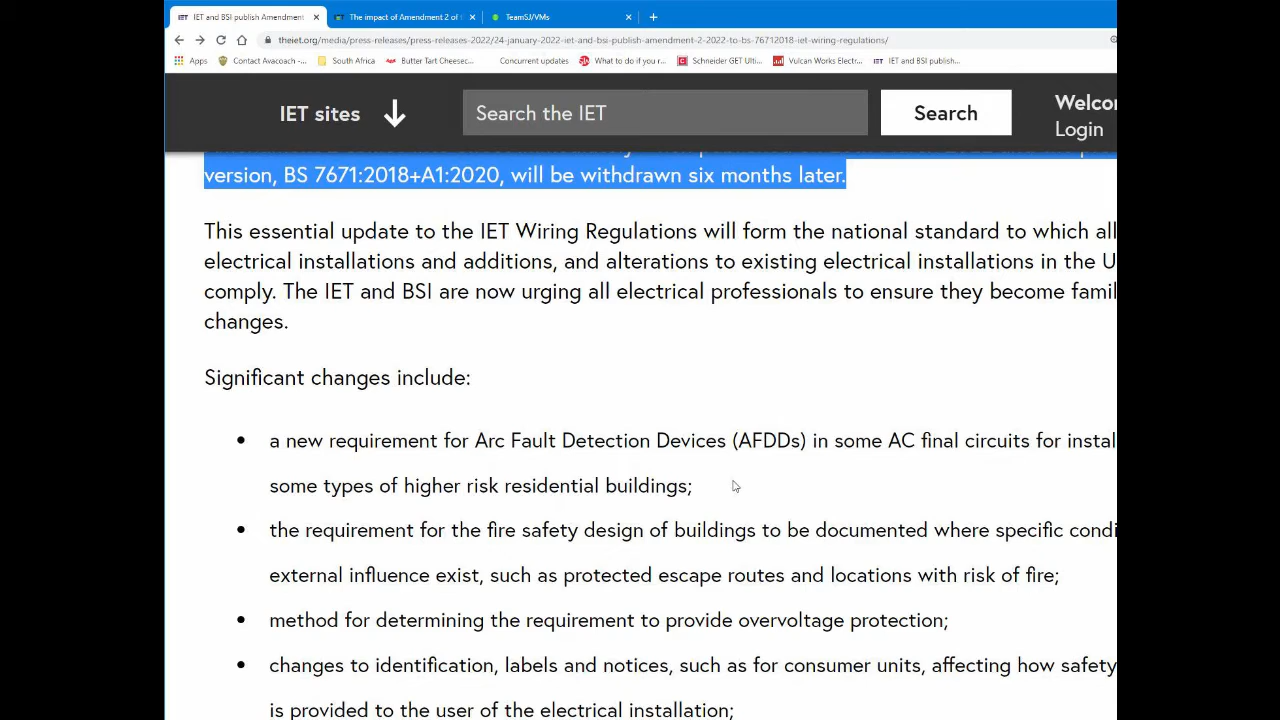 IET and BSI publish Amendment
The impact of Amendment 2 of
TeamSJ/VMs
theiet.org/media/press-releases/press-releases-2022/24-january-2022-iet-and-bsi-publish-amendment-2-2022-to-bs-76712018-iet-wiring-regulations/
Apps Contact Avacoach -... South Africa Butter Tart Cheesec... Concurrent updates What to do if you r... Schneider GET Ulti... Vulcan Works Electr... IET and BSI publish...
IET sites
Search the IET
Search
Welcom
Login
version, BS 7671:2018+A1:2020, will be withdrawn six months later.
This essential update to the IET Wiring Regulations will form the national standard to which all
electrical installations and additions, and alterations to existing electrical installations in the U
comply. The IET and BSI are now urging all electrical professionals to ensure they become famil
changes.
Significant changes include:
• a new requirement for Arc Fault Detection Devices (AFDDs) in some AC final circuits for instal
some types of higher risk residential buildings;
• the requirement for the fire safety design of buildings to be documented where specific condi
external influence exist, such as protected escape routes and locations with risk of fire;
• method for determining the requirement to provide overvoltage protection;
• changes to identification, labels and notices, such as for consumer units, affecting how safety
is provided to the user of the electrical installation;